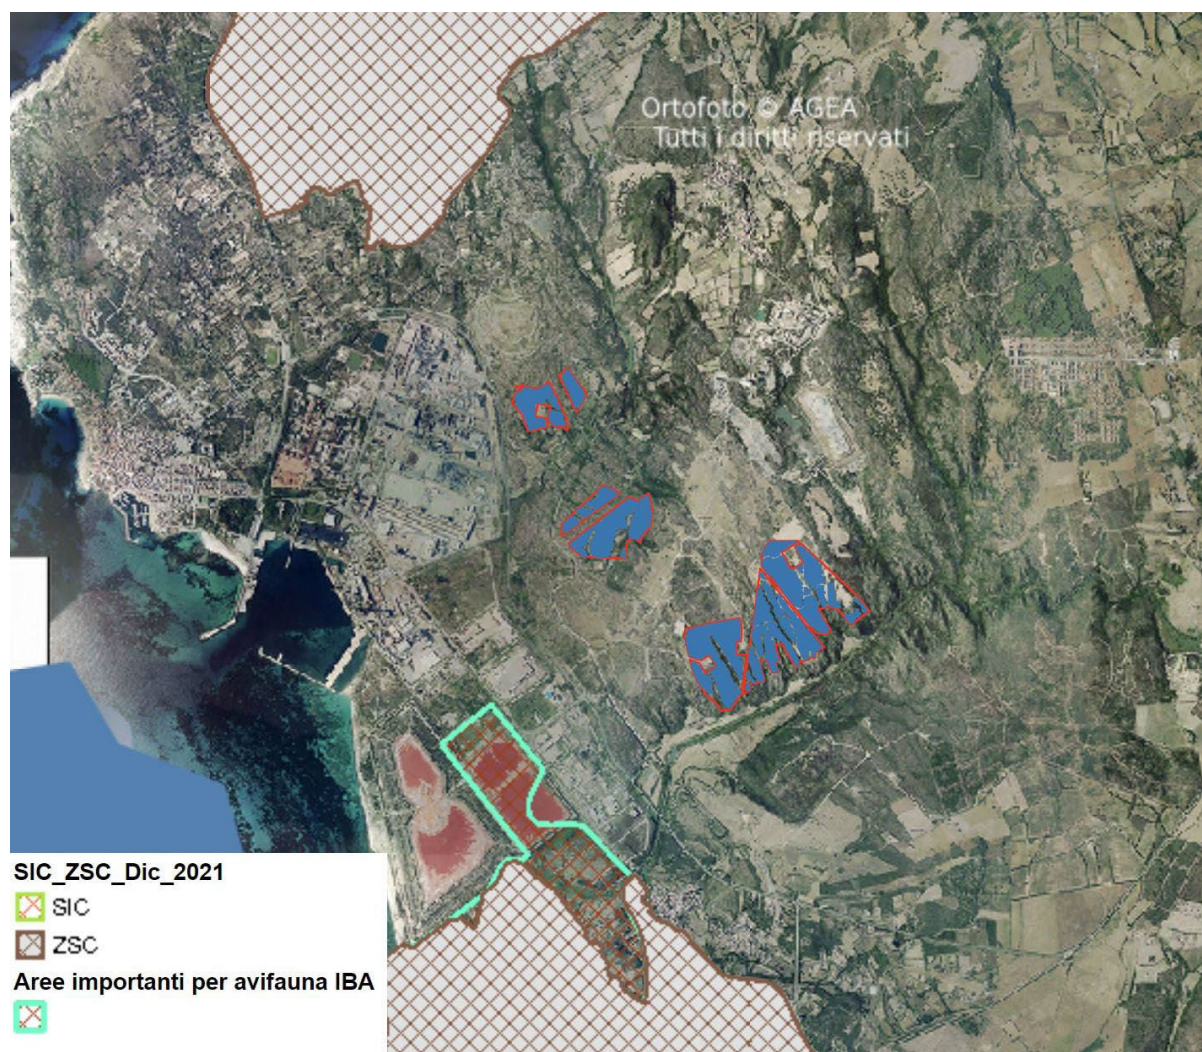 Ortofoto © AGEA
Tutti i diritti riservati
SIC_ZSC_Dic_2021
SIC
ZSC
Aree importanti per avifauna IBA